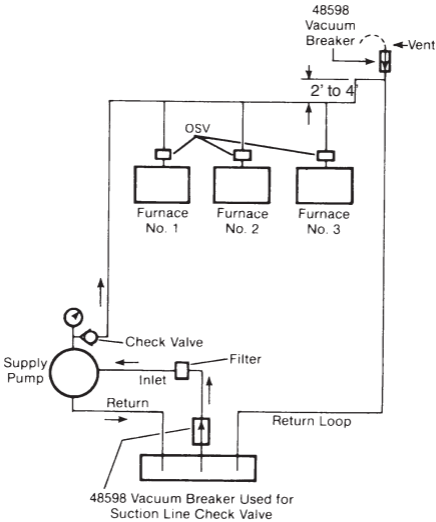 48598
Vacuum
Breaker
Vent
2' to 4'
OSV
Furnace
No. 1
Furnace
No. 2
Furnace
No. 3
Check Valve
Supply
Pump
Filter
Inlet
Return
Return Loop
48598 Vacuum Breaker Used for
Suction Line Check Valve